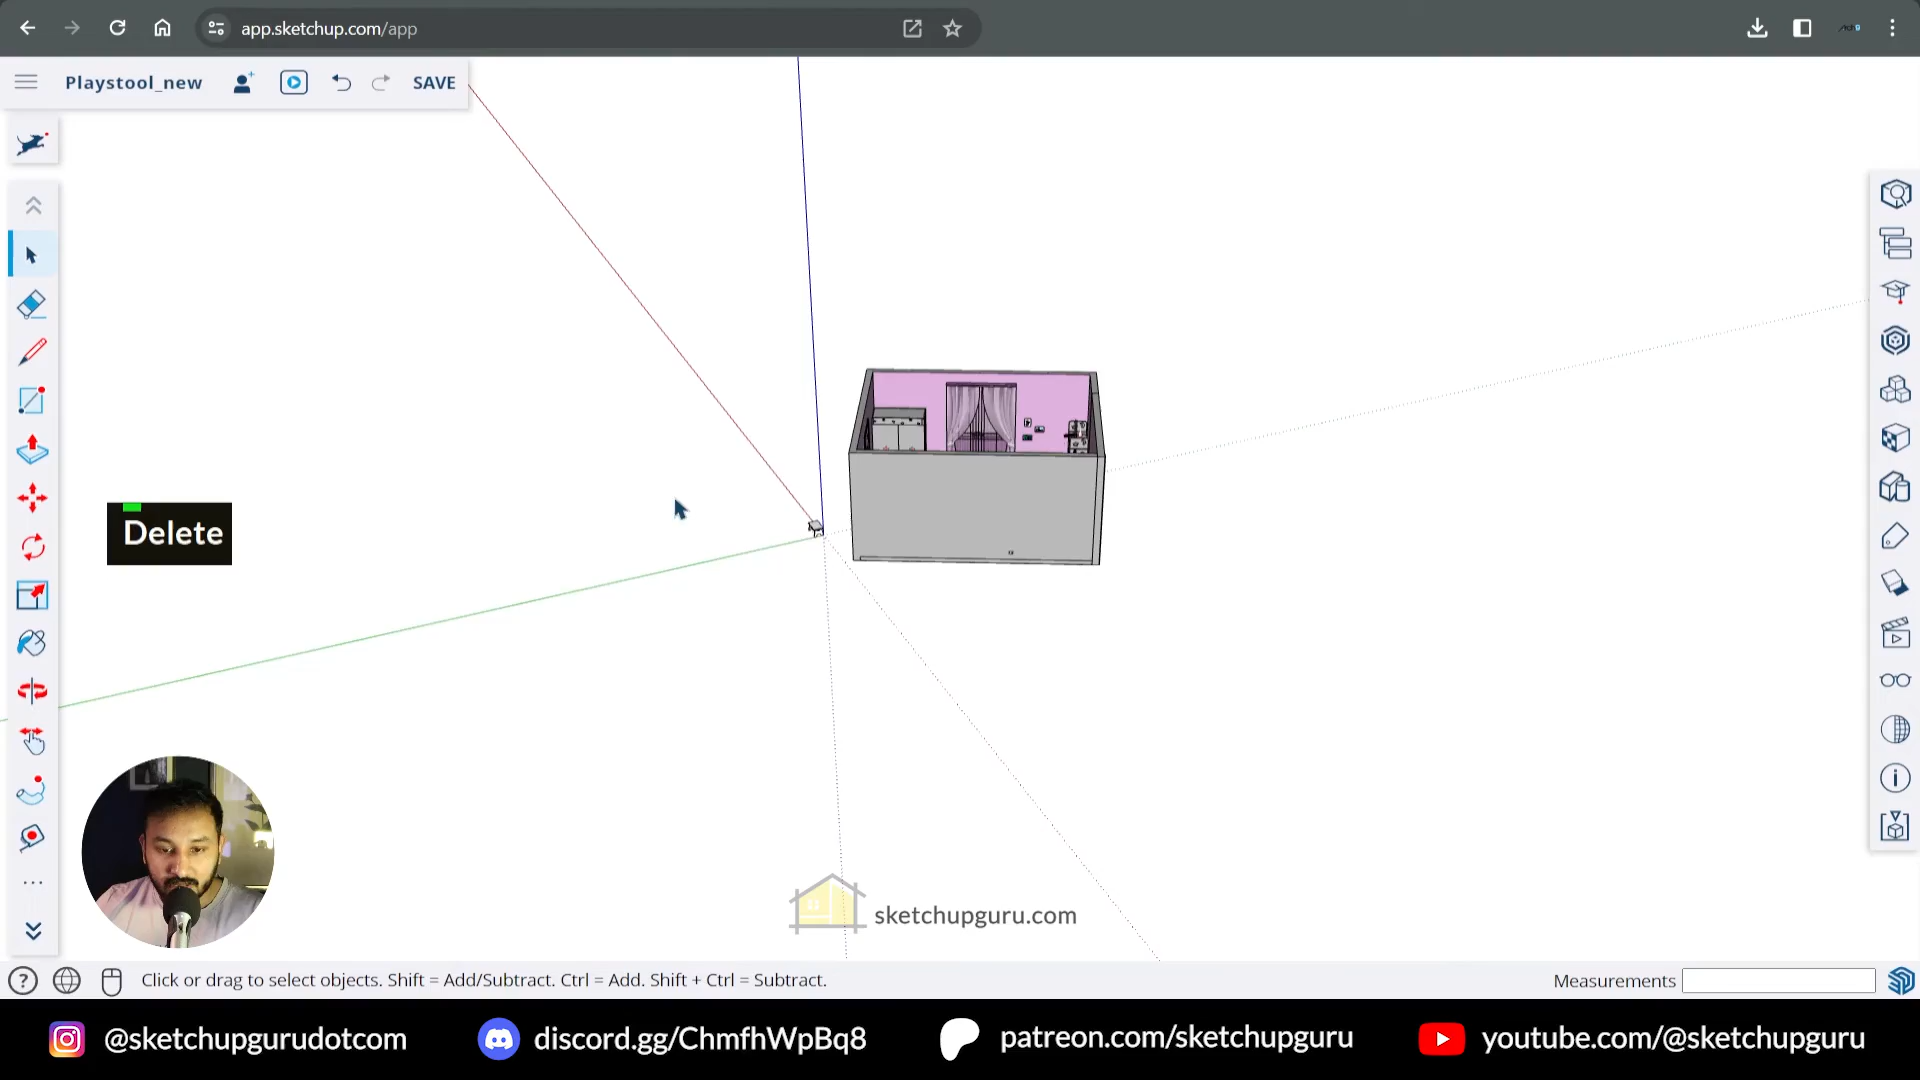 app.sketchup.com/app
Playstool_new
SAVE
Delete
sketchupguru.com
Click or drag to select objects. Shift = Add/Subtract. Ctrl = Add. Shift + Ctrl = Subtract.
Measurements
@sketchupgurudotcom
discord.gg/ChmfhWpBq8
patreon.com/sketchupguru
youtube.com/@sketchupguru